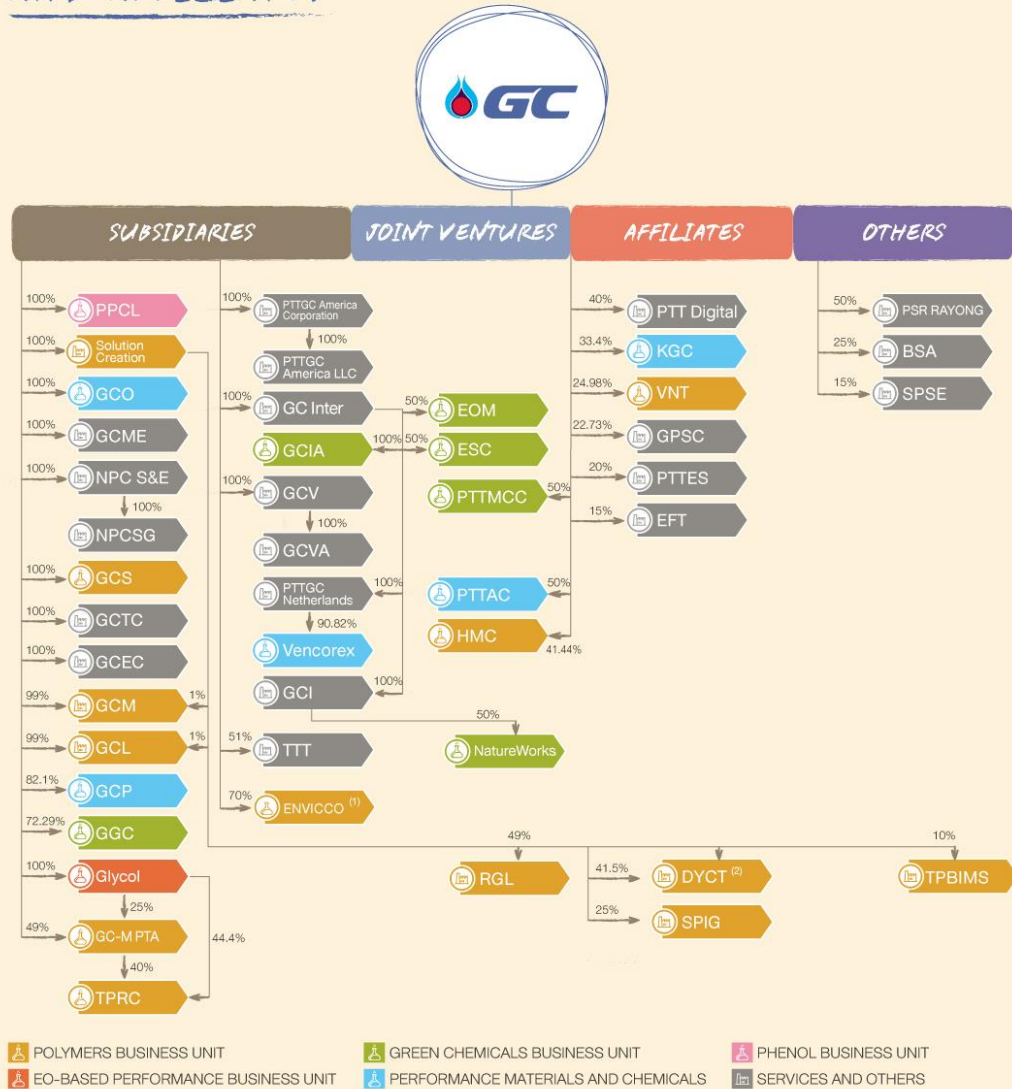 GC
SUBSIDIARIES
JOINT VENTURES
AFFILIATES
OTHERS
100%
PPCL
100%
Solution
Creation
100%
GCO
100%
GCME
100%
NPC S&E
100%
NPCSG
100%
GCS
100%
GCTC
100%
GCEC
99%
GCM
1%
99%
GCL
1%
82.1%
GCP
72.29%
GGC
100%
Glycol
25%
49%
GC-M PTA
44.4%
40%
TPRC
100%
PTTGC America
Corporation
100%
PTTGC
America LLC
100%
GC Inter
GCIA
100%
100%
GCV
100%
GCVA
PTTGC
Netherlands
100%
90.82%
Vencorex
GCI
100%
51%
TTT
70%
ENVICCO (1)
50%
EOM
50%
ESC
PTTMCC
50%
PTTAC
50%
HMC
41.44%
50%
NatureWorks
40%
PTT Digital
33.4%
KGC
24.98%
VNT
22.73%
GPSC
20%
PTTES
15%
EFT
50%
PSR RAYONG
25%
BSA
15%
SPSE
49%
RGL
41.5%
DYCT (2)
25%
SPIG
10%
TPBIMS
POLYMERS BUSINESS UNIT
GREEN CHEMICALS BUSINESS UNIT
PHENOL BUSINESS UNIT
EO-BASED PERFORMANCE BUSINESS UNIT
PERFORMANCE MATERIALS AND CHEMICALS
SERVICES AND OTHERS